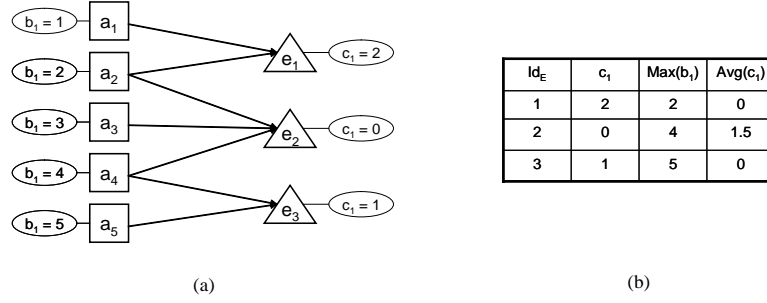 b1 = 1 a1
b1 = 2 a2
b1 = 3 a3
b1 = 4 a4
b1 = 5 a5
e1 c1 = 2
e2 c1 = 0
e3 c1 = 1
(a)
IdE c1 Max(b1) Avg(c1)
1 2 2 0
2 0 4 1.5
3 1 5 0
(b)